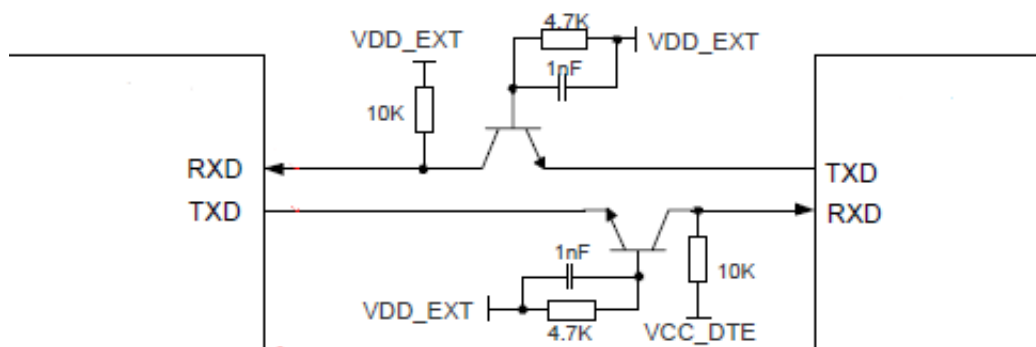 4.7K
VDD_EXT
VDD_EXT
1nF
10K
RXD
TXD
TXD
RXD
1nF
10K
VDD_EXT
4.7K
VCC_DTE